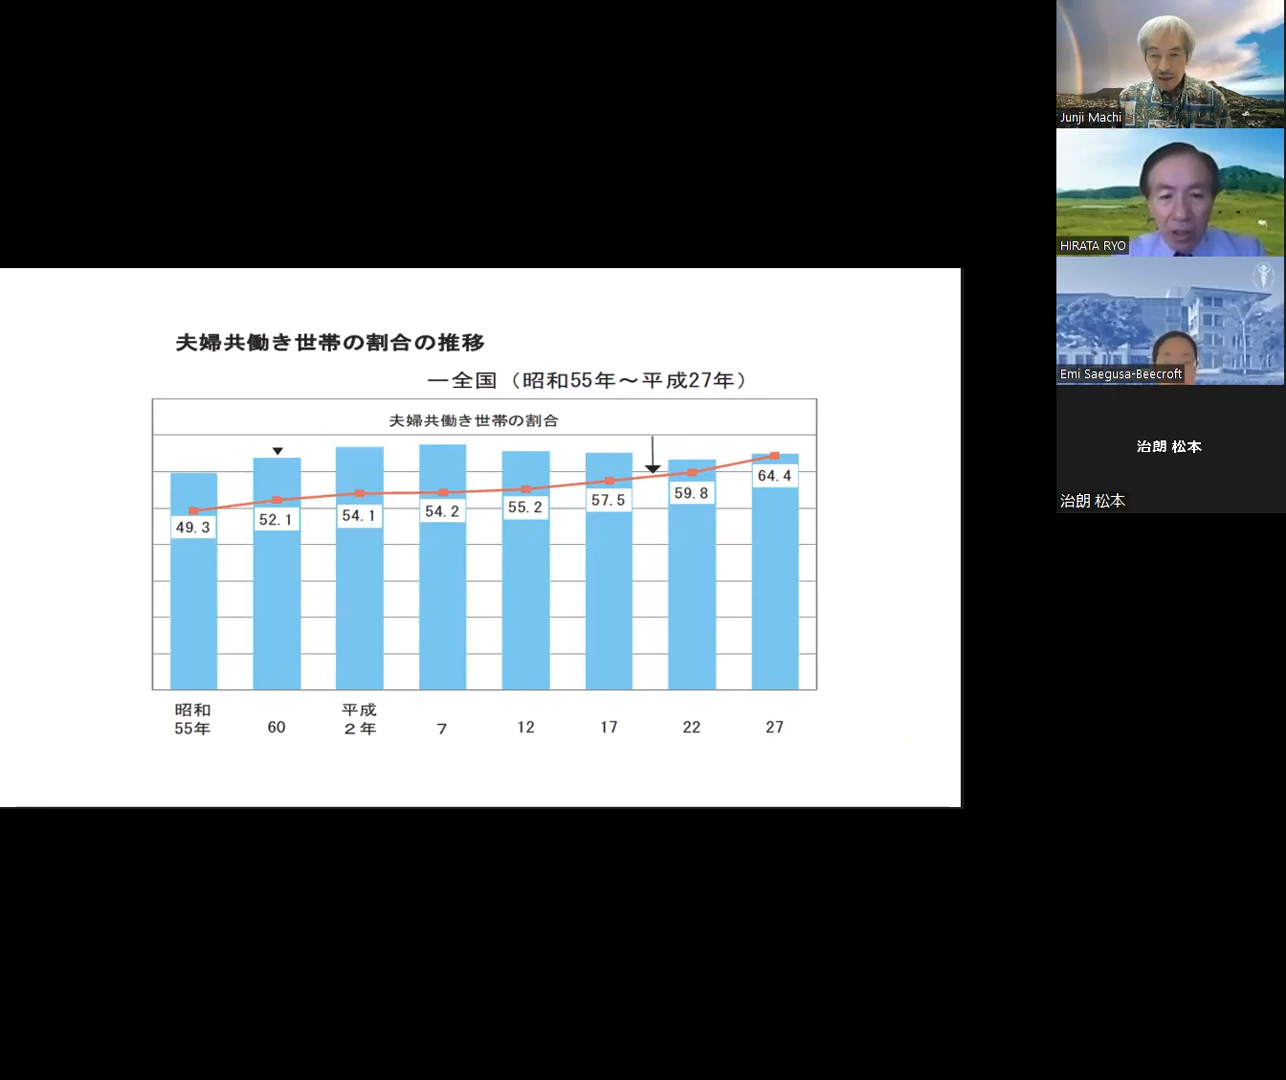 夫婦共働き世帯の割合の推移
―全国（昭和55年～平成27年）
夫婦共働き世帯の割合
49.3
52.1
54.1
54.2
55.2
57.5
59.8
64.4
昭和 平成
55年 60 2年 7 12 17 22 27
Junji Machi
HIRATA RYO
Emi Saegusa-Beecroft
治朗 松本
治朗 松本